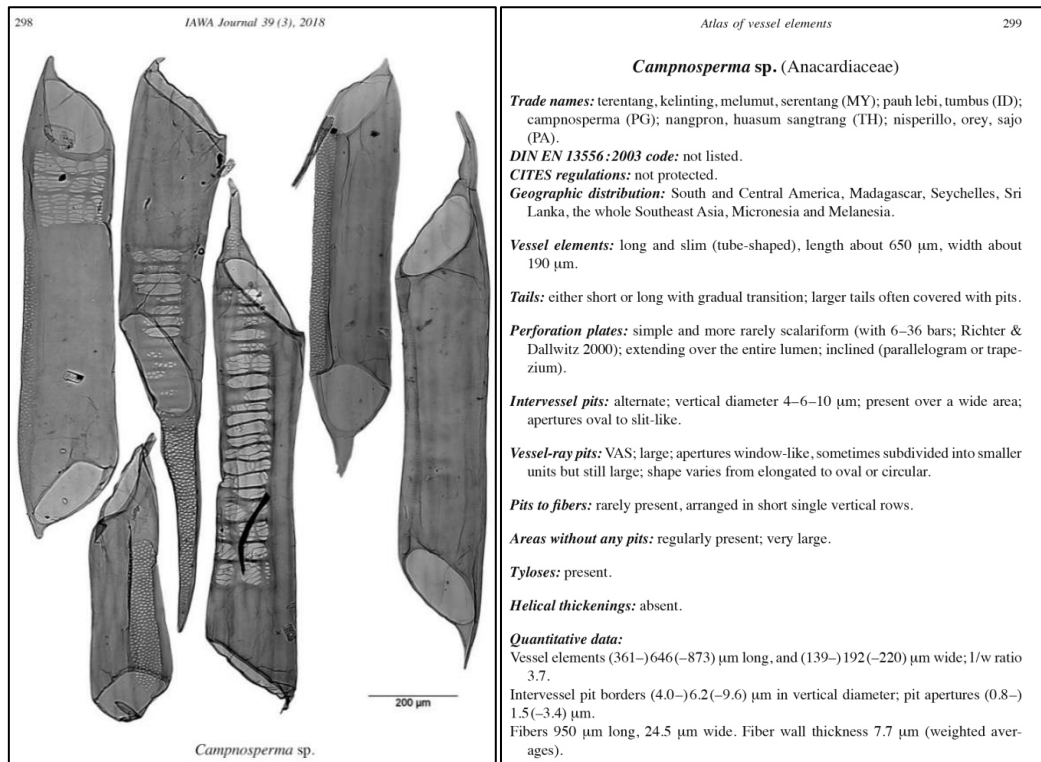 298
IAWA Journal 39 (3), 2018
200 µm
Campnosperma sp.
Atlas of vessel elements
299
Campnosperma sp. (Anacardiaceae)
Trade names: terentang, kelinting, melumut, serentang (MY); pauh lebi, tumbus (ID);
campnosperma (PG); nangpron, huasum sangtrang (TH); nisperillo, orey, sajo
(PA).
DIN EN 13556:2003 code: not listed.
CITES regulations: not protected.
Geographic distribution: South and Central America, Madagascar, Seychelles, Sri
Lanka, the whole Southeast Asia, Micronesia and Melanesia.
Vessel elements: long and slim (tube-shaped), length about 650 µm, width about
190 µm.
Tails: either short or long with gradual transition; larger tails often covered with pits.
Perforation plates: simple and more rarely scalariform (with 6–36 bars; Richter &
Dallwitz 2000); extending over the entire lumen; inclined (parallelogram or trape-
zium).
Intervessel pits: alternate; vertical diameter 4–6–10 µm; present over a wide area;
apertures oval to slit-like.
Vessel-ray pits: VAS; large; apertures window-like, sometimes subdivided into smaller
units but still large; shape varies from elongated to oval or circular.
Pits to fibers: rarely present, arranged in short single vertical rows.
Areas without any pits: regularly present; very large.
Tyloses: present.
Helical thickenings: absent.
Quantitative data:
Vessel elements (361–)646(–873) µm long, and (139–)192(–220) µm wide; l/w ratio
3.7.
Intervessel pit borders (4.0–)6.2(–9.6) µm in vertical diameter; pit apertures (0.8–)
1.5(–3.4) µm.
Fibers 950 µm long, 24.5 µm wide. Fiber wall thickness 7.7 µm (weighted aver-
ages).